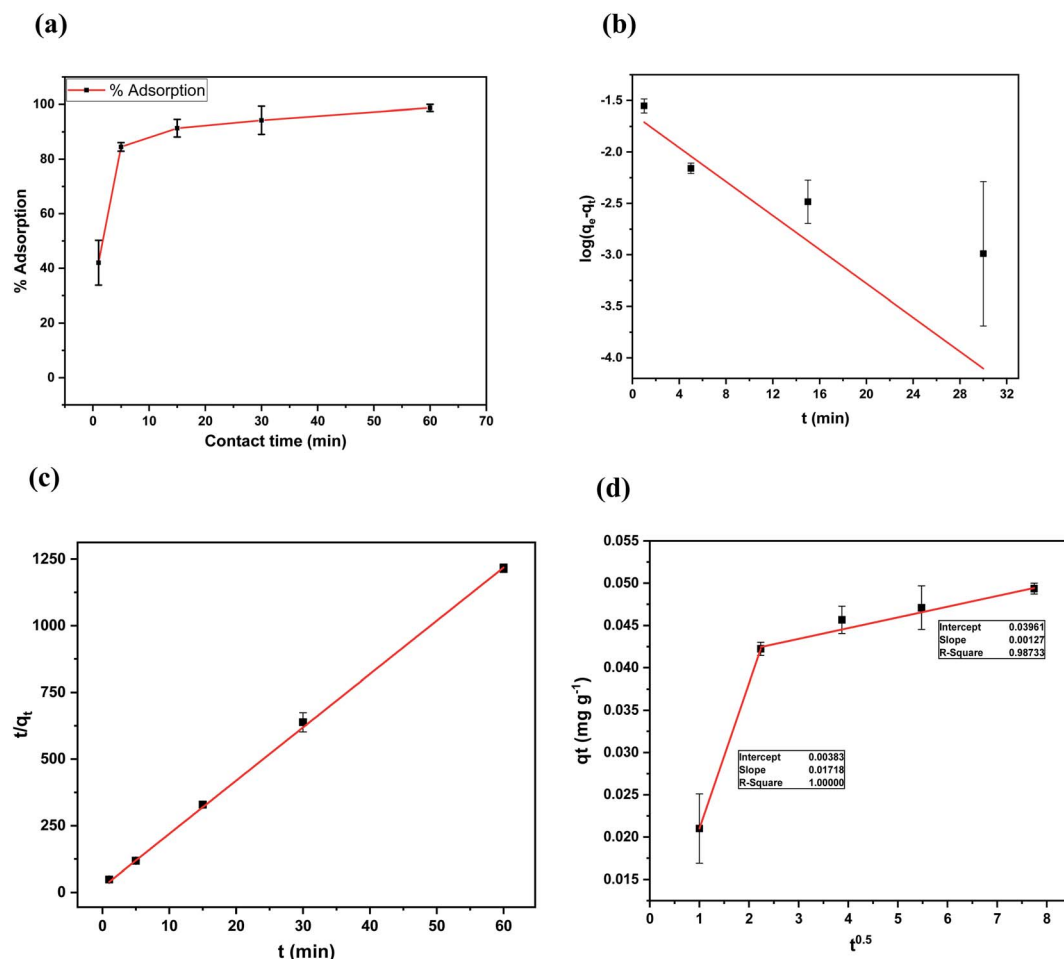 (a)
% Adsorption
100
80
60
40
20
0
% Adsorption
0 10 20 30 40 50 60 70
Contact time (min)
(b)
-1.5
-2.0
-2.5
-3.0
-3.5
-4.0
log(qe-qt)
0 4 8 12 16 20 24 28 32
t (min)
(c)
1250
1000
750
500
250
0
t/qt
0 10 20 30 40 50 60
t (min)
(d)
0.055
0.050
0.045
0.040
0.035
0.030
0.025
0.020
0.015
qt (mg g-1)
Intercept 0.03961
Slope 0.00127
R-Square 0.98733
Intercept 0.00383
Slope 0.01718
R-Square 1.00000
0 1 2 3 4 5 6 7 8
t0.5